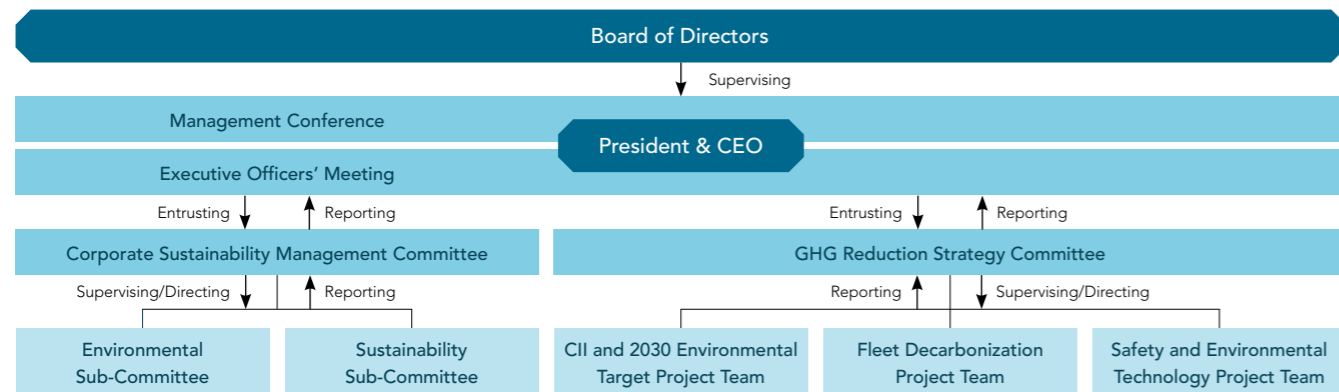 Board of Directors
Supervising
Management Conference
President & CEO
Executive Officers’ Meeting
Entrusting
Reporting
Entrusting
Reporting
Corporate Sustainability Management Committee
GHG Reduction Strategy Committee
Supervising/Directing
Reporting
Reporting
Supervising/Directing
Environmental
Sub-Committee
Sustainability
Sub-Committee
CII and 2030 Environmental
Target Project Team
Fleet Decarbonization
Project Team
Safety and Environmental
Technology Project Team